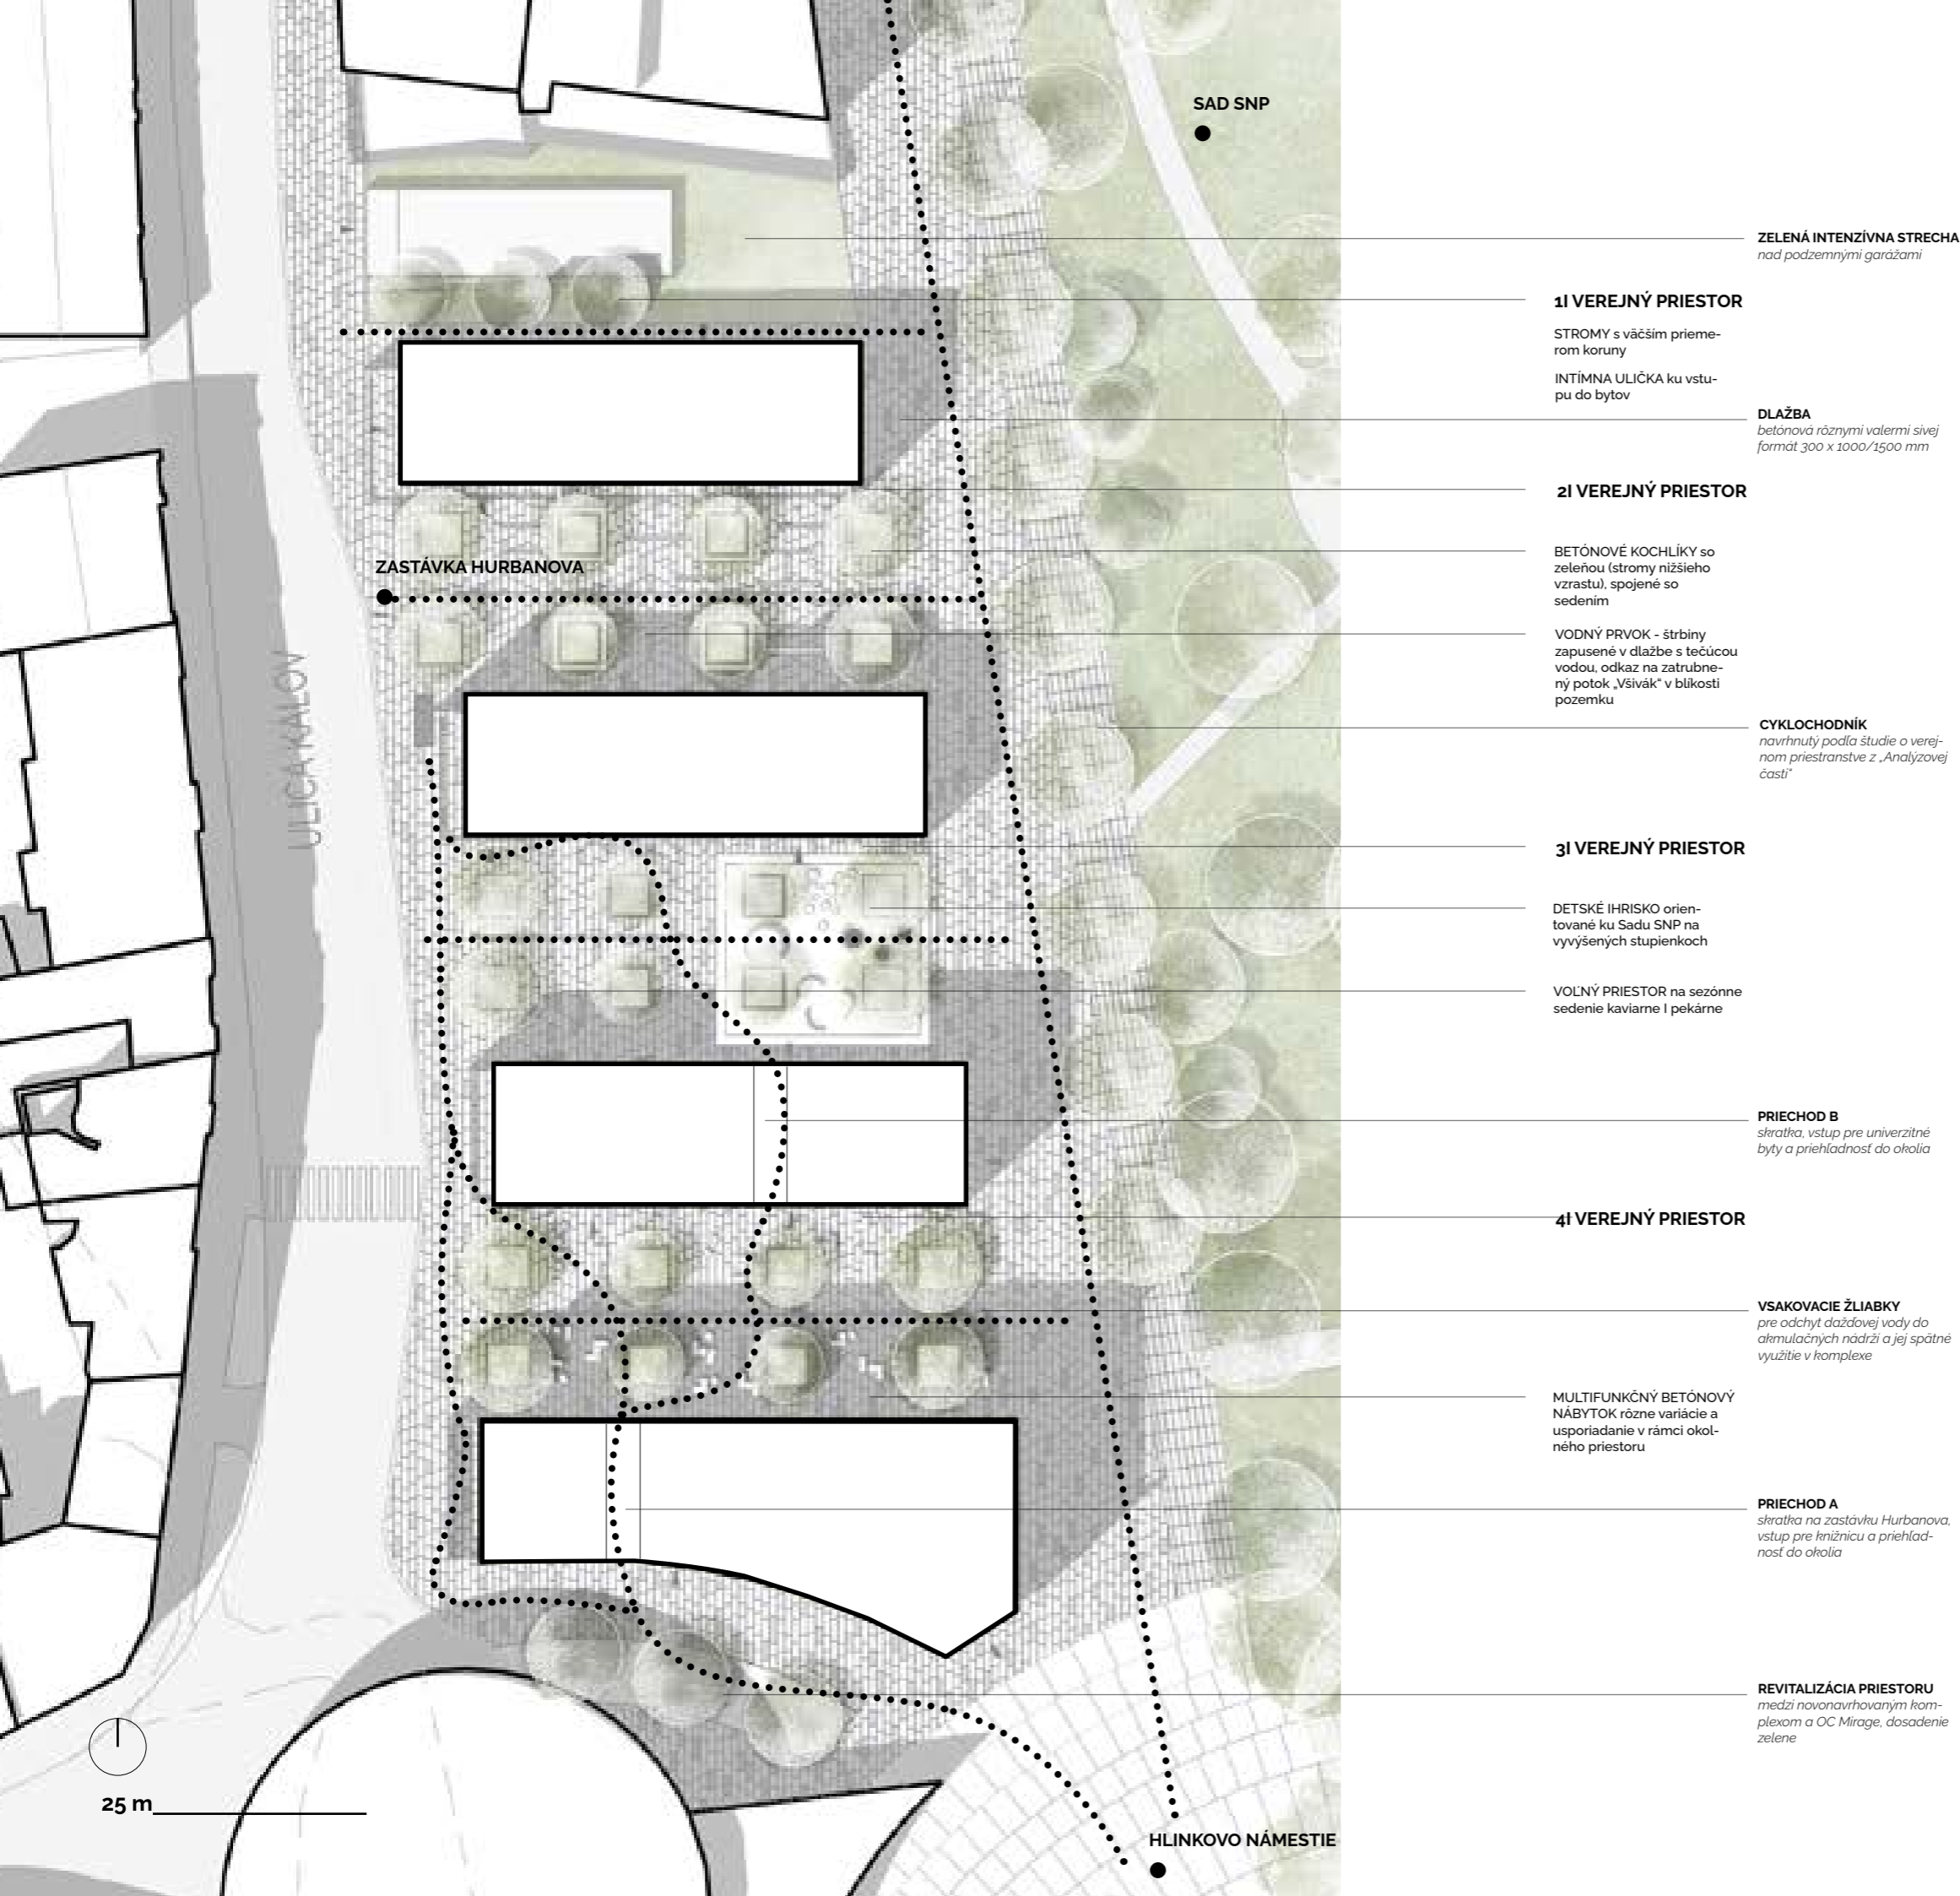 SAD SNP
ZASTÁVKA HURBANOVA
ULICA KÁLOV
25 m
HLINKOVO NÁMESTIE
ZELENÁ INTENZÍVNA STRECHA
nad podzemnými garážami
1I VEREJNÝ PRIESTOR
STROMY s väčším prieme-
rom koruny
INTÍMNA ULIČKA ku vstu-
pu do bytov
DLAŽBA
betónová rôznymi valermi sivej
formát 300 x 1000/1500 mm
2I VEREJNÝ PRIESTOR
BETÓNOVÉ KOCHLÍKY so
zeleňou (stromy nižšieho
vzrastu), spojené so
sedením
VODNÝ PRVOK - štrbiny
zapusené v dlažbe s tečúcou
vodou, odkaz na zatrubne-
ný potok „Všivák“ v blíkosti
pozemku
CYKLOCHODNÍK
navrhnutý podľa študie o verej-
nom priestranstve z „Analýzovej
časti“
3I VEREJNÝ PRIESTOR
DETSKÉ IHRISKO orien-
tované ku Sadu SNP na
vyvýšených stupienkoch
VOĽNÝ PRIESTOR na sezónne
sedenie kaviarne I pekárne
PRIECHOD B
skratka, vstup pre univerzitné
byty a priehľadnosť do okolia
4I VEREJNÝ PRIESTOR
VSAKOVACIE ŽLIABKY
pre odchyt dažďovej vody do
akmulačných nádrží a jej spätné
využitie v komplexe
MULTIFUNKČNÝ BETÓNOVÝ
NÁBYTOK rôzne variácie a
usporiadanie v rámci okol-
ného priestoru
PRIECHOD A
skratka na zastávku Hurbanova,
vstup pre knižnicu a priehľad-
nosť do okolia
REVITALIZÁCIA PRIESTORU
medzi novonavrhovaným kom-
plexom a OC Mirage, dosadenie
zelene